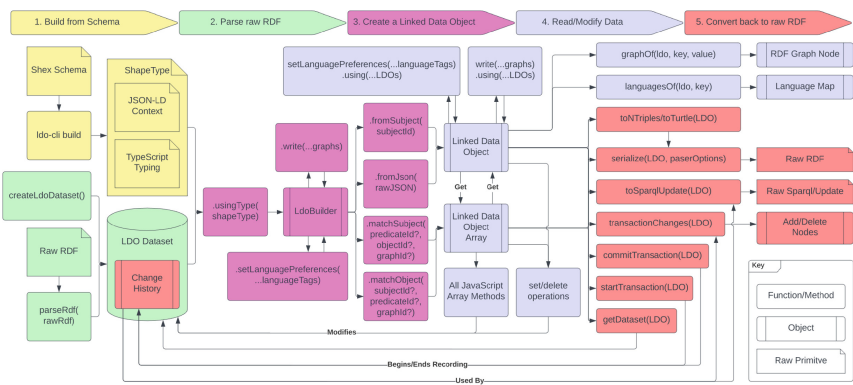 1. Build from Schema
2. Parse raw RDF
3. Create a Linked Data Object
4. Read/Modify Data
5. Convert back to raw RDF
Shex Schema
ldo-cli build
ShapeType
JSON-LD
Context
TypeScript
Typing
createLdoDataset()
Raw RDF
parseRdf(
rawRdf)
LDO Dataset
Change
History
.usingType(
shapeType)
.write(...graphs)
LdoBuilder
.setLanguagePreferences(
...languageTags)
.fromSubject(
subjectId)
.fromJson(
rawJSON)
.matchSubject(
predicateId?,
objectId?,
graphId?)
.matchObject(
subjectId?,
predicateId?,
graphId?)
setLanguagePreferences(...languageTags)
.using(...LDOs)
write(...graphs)
.using(...LDOs)
Linked Data
Object
Get
Get
Linked Data
Object
Array
All JavaScript
Array Methods
set/delete
operations
graphOf(ldo, key, value)
RDF Graph Node
languagesOf(ldo, key)
Language Map
toNTriples/toTurtle(LDO)
serialize(LDO, paserOptions)
Raw RDF
toSparqlUpdate(LDO)
Raw Sparql/Update
transactionChanges(LDO)
Add/Delete
Nodes
commitTransaction(LDO)
startTransaction(LDO)
getDataset(LDO)
Modifies
Begins/Ends Recording
Used By
Key
Function/Method
Object
Raw Primitve